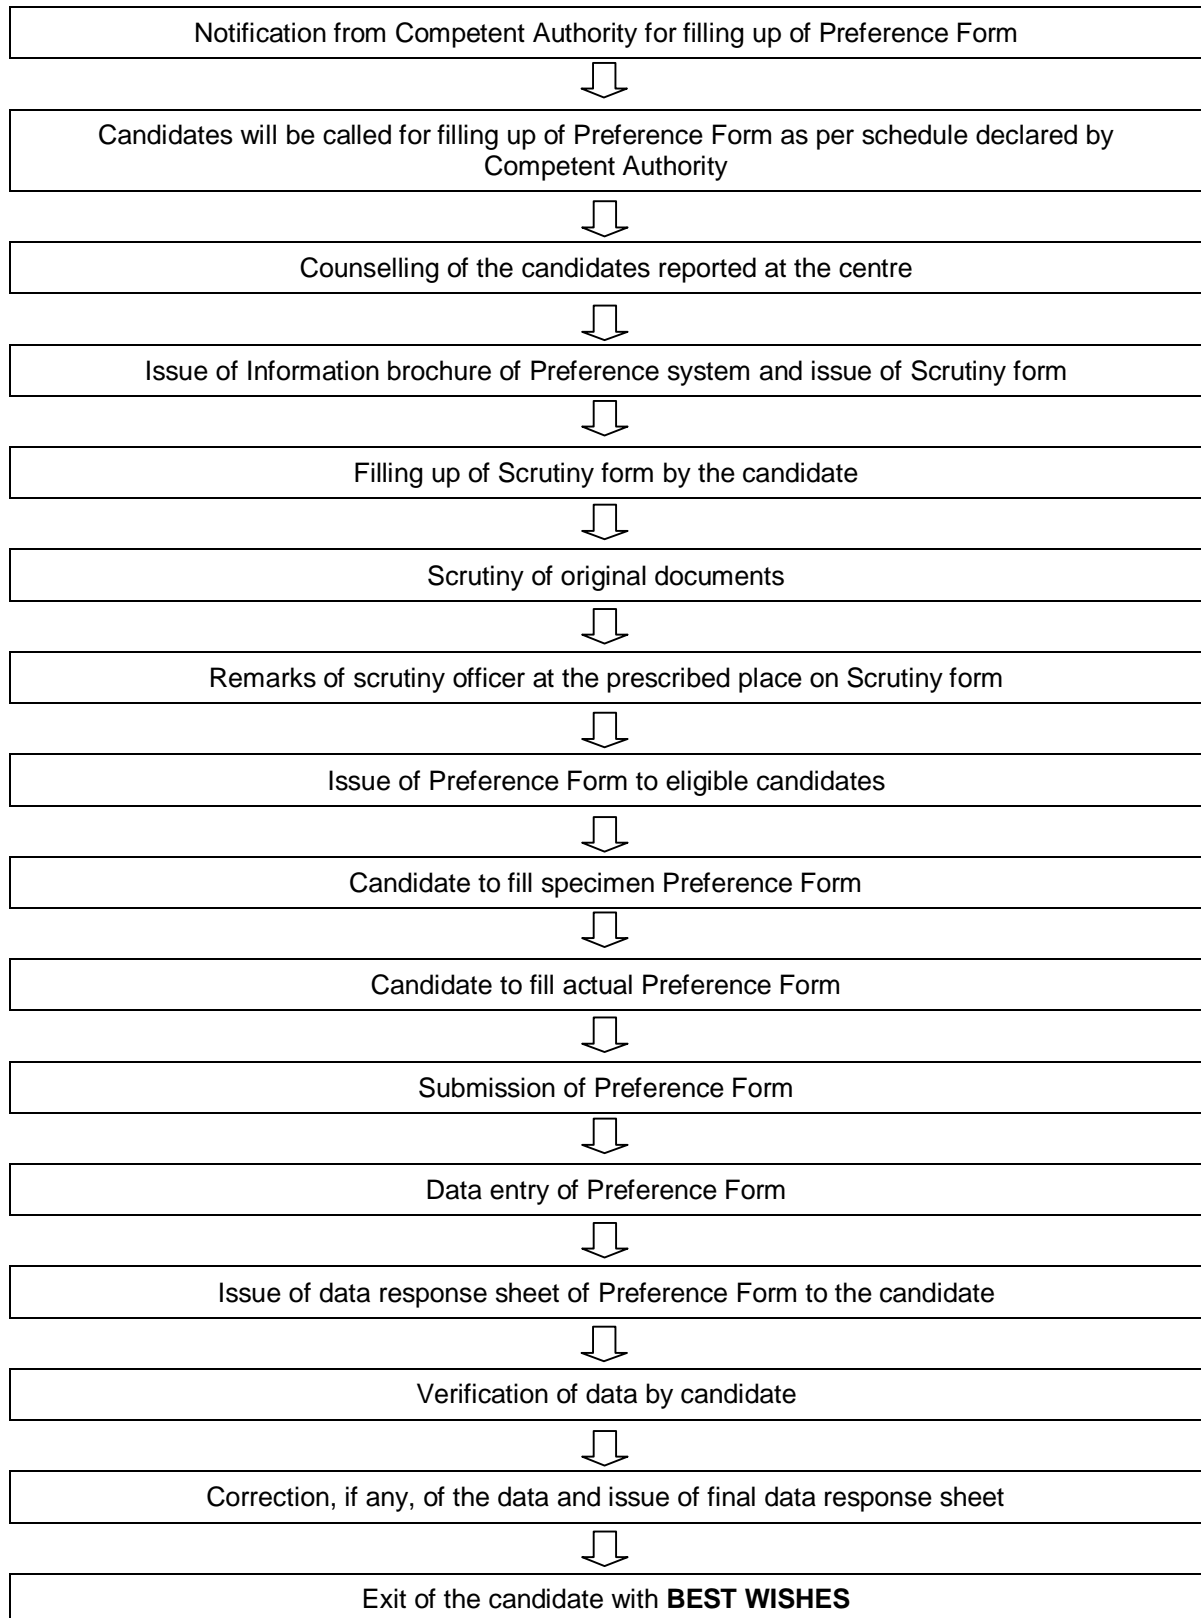 Notification from Competent Authority for filling up of Preference Form
Candidates will be called for filling up of Preference Form as per schedule declared by
Competent Authority
Counselling of the candidates reported at the centre
Issue of Information brochure of Preference system and issue of Scrutiny form
Filling up of Scrutiny form by the candidate
Scrutiny of original documents
Remarks of scrutiny officer at the prescribed place on Scrutiny form
Issue of Preference Form to eligible candidates
Candidate to fill specimen Preference Form
Candidate to fill actual Preference Form
Submission of Preference Form
Data entry of Preference Form
Issue of data response sheet of Preference Form to the candidate
Verification of data by candidate
Correction, if any, of the data and issue of final data response sheet
Exit of the candidate with BEST WISHES